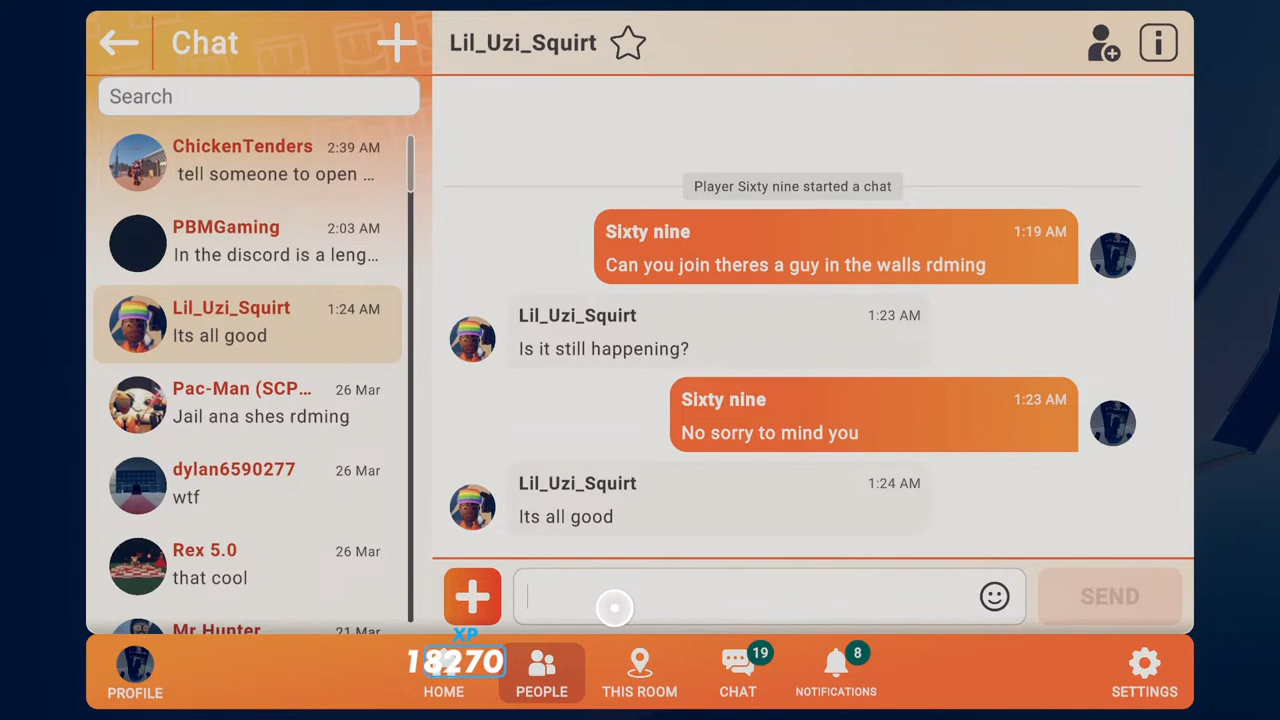 Chat
Search
ChickenTenders 2:39 AM
tell someone to open ...
PBMGaming 2:03 AM
In the discord is a leng...
Lil_Uzi_Squirt 1:24 AM
Its all good
Pac-Man (SCP... 26 Mar
Jail ana shes rdming
dylan6590277 26 Mar
wtf
Rex 5.0 26 Mar
that cool
Mr Hunter 21 Mar
Lil_Uzi_Squirt
Player Sixty nine started a chat
Sixty nine 1:19 AM
Can you join theres a guy in the walls rdming
Lil_Uzi_Squirt 1:23 AM
Is it still happening?
Sixty nine 1:23 AM
No sorry to mind you
Lil_Uzi_Squirt 1:24 AM
Its all good
SEND
XP
18270
19
8
PROFILE
HOME
PEOPLE
THIS ROOM
CHAT
NOTIFICATIONS
SETTINGS